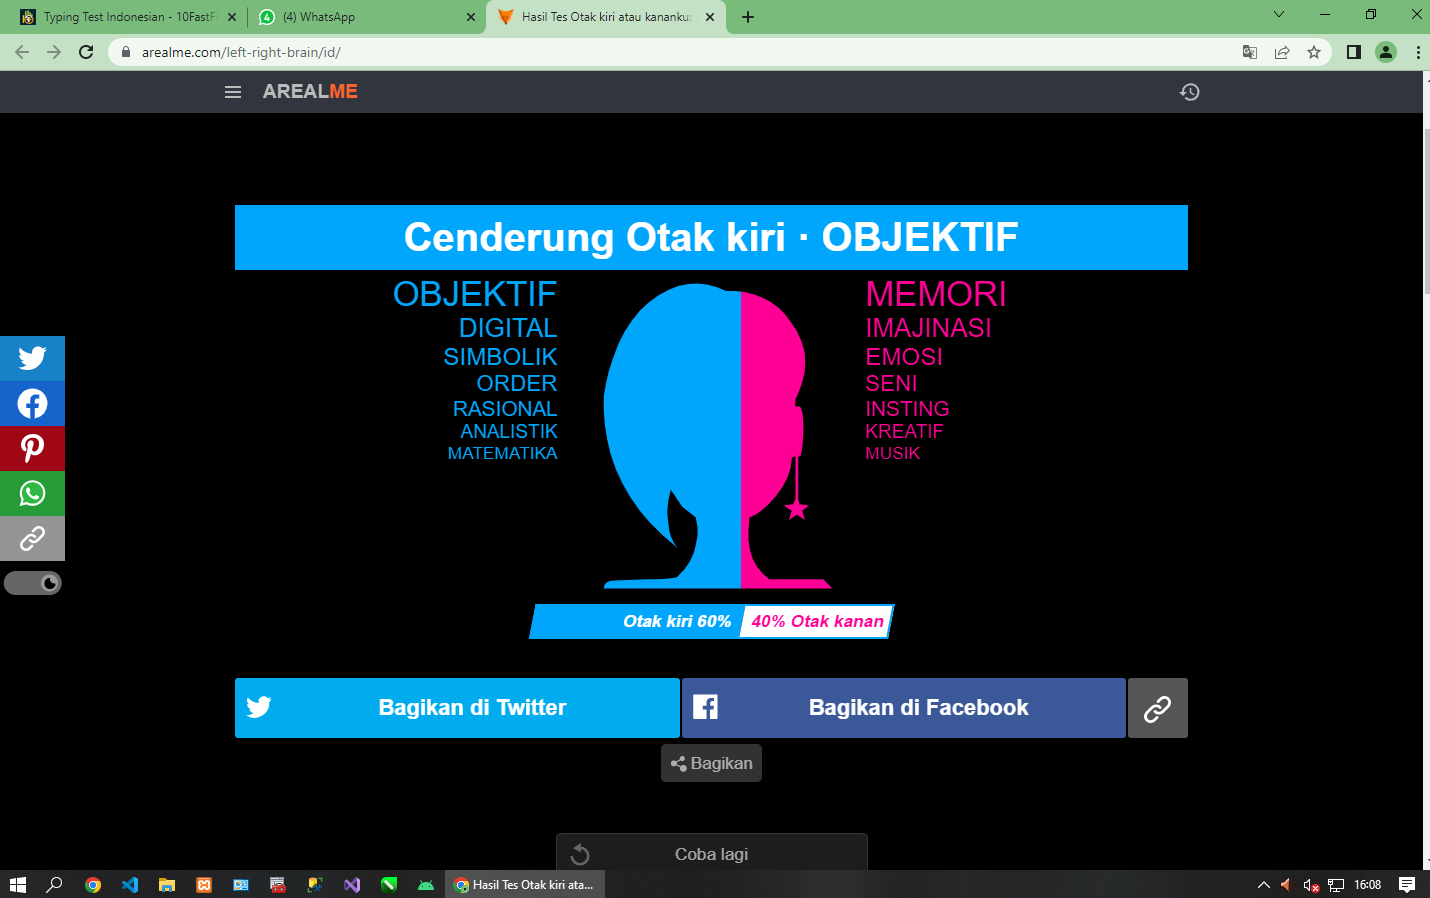 Typing Test Indonesian - 10FastFi
(4) WhatsApp
Hasil Tes Otak kiri atau kananku:
arealme.com/left-right-brain/id/
AREALME
Cenderung Otak kiri · OBJEKTIF
OBJEKTIF
DIGITAL
SIMBOLIK
ORDER
RASIONAL
ANALISTIK
MATEMATIKA
MEMORI
IMAJINASI
EMOSI
SENI
INSTING
KREATIF
MUSIK
Otak kiri 60%
40% Otak kanan
Bagikan di Twitter
Bagikan di Facebook
Bagikan
Coba lagi
Hasil Tes Otak kiri ata...
16:08